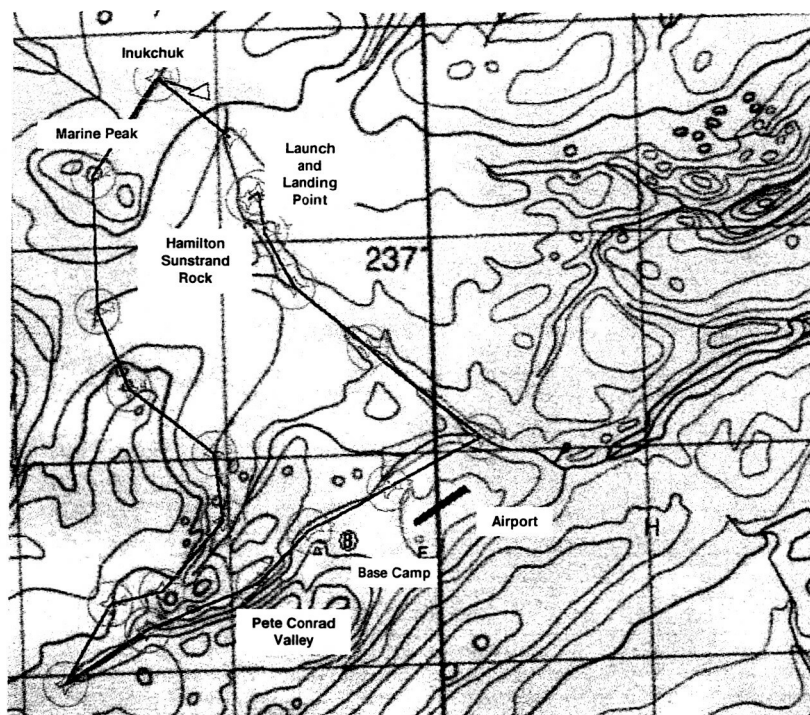 Inukchuk
Marine Peak
Launch
and
Landing
Point
Hamilton
Sunstrand
Rock
237
H
Airport
B
E
Base Camp
Pete Conrad
Valley